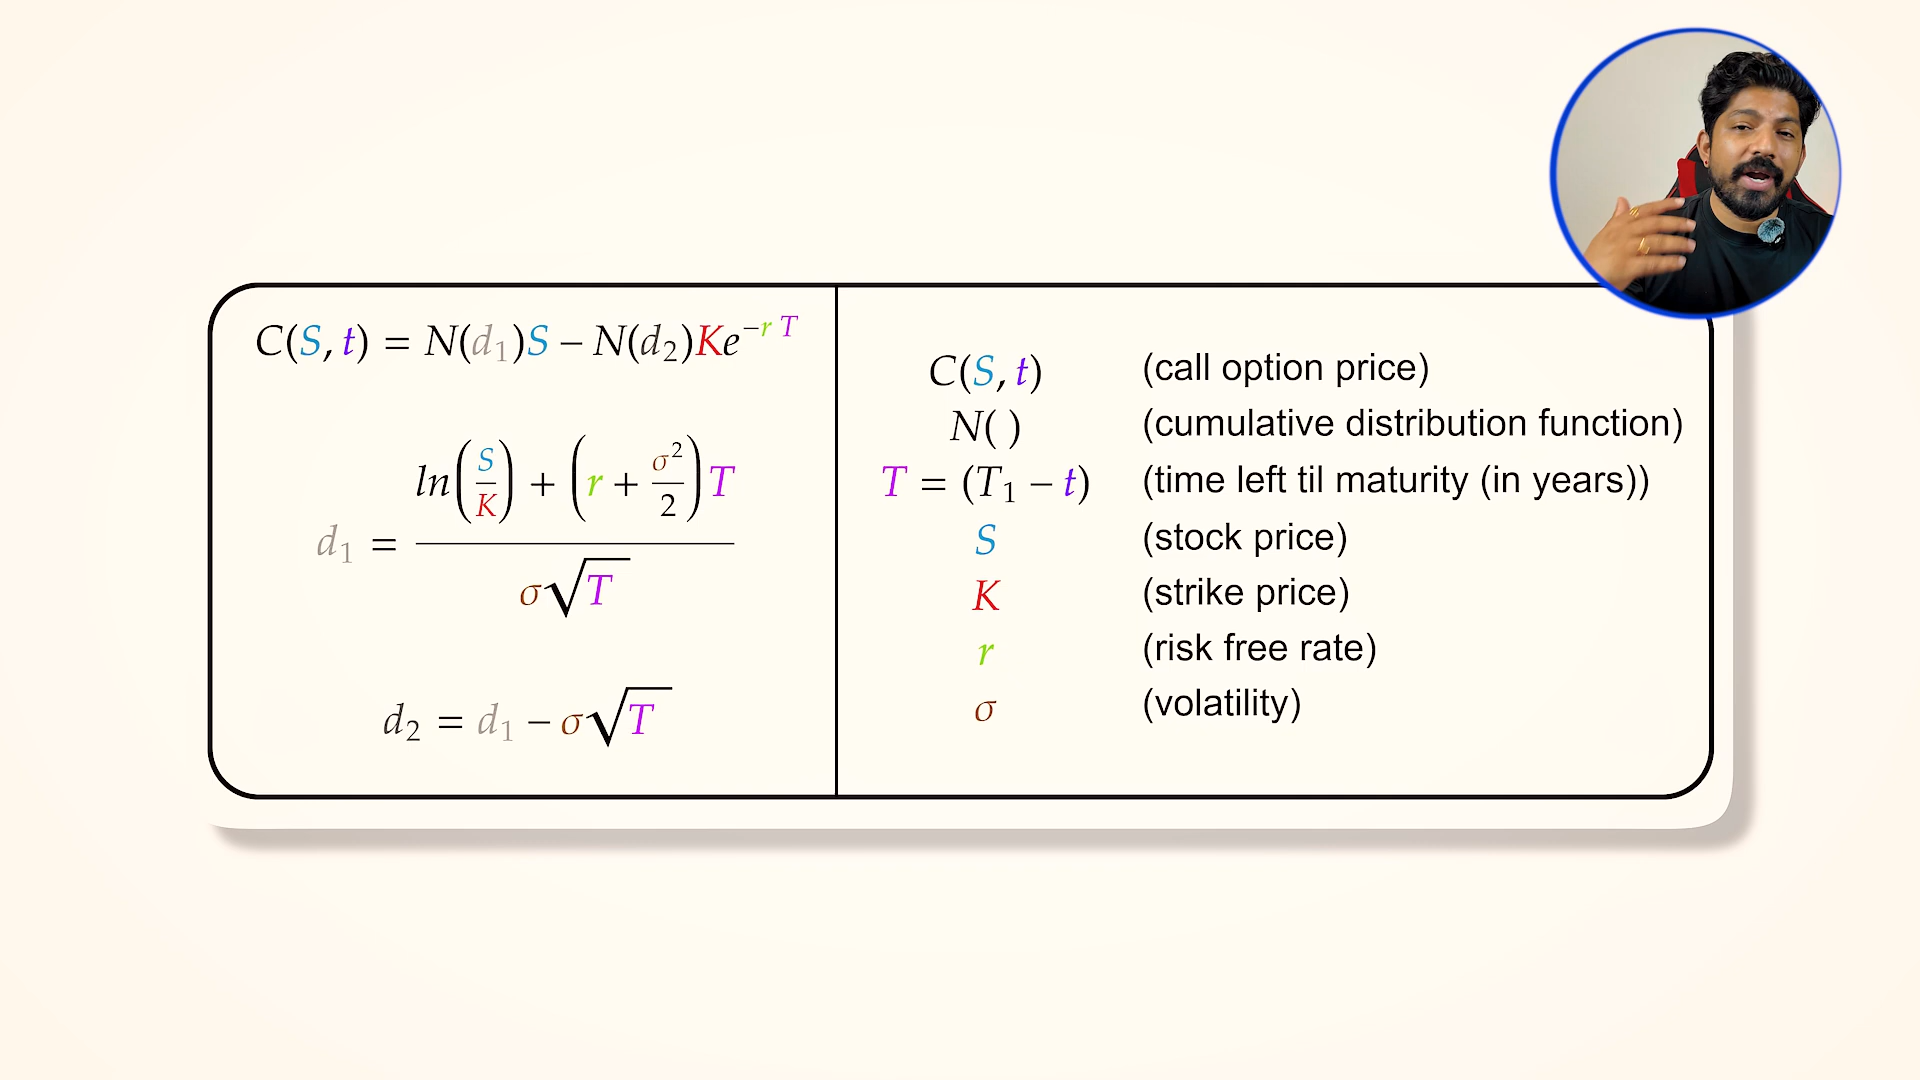 C(S, t) = N(d₁)S − N(d₂)Ke^(−r T)
d₁ = (ln(S/K) + (r + σ²/2)T) / (σ√T)
d₂ = d₁ − σ√T
C(S, t) (call option price)
N( ) (cumulative distribution function)
T = (T₁ − t) (time left til maturity (in years))
S (stock price)
K (strike price)
r (risk free rate)
σ (volatility)